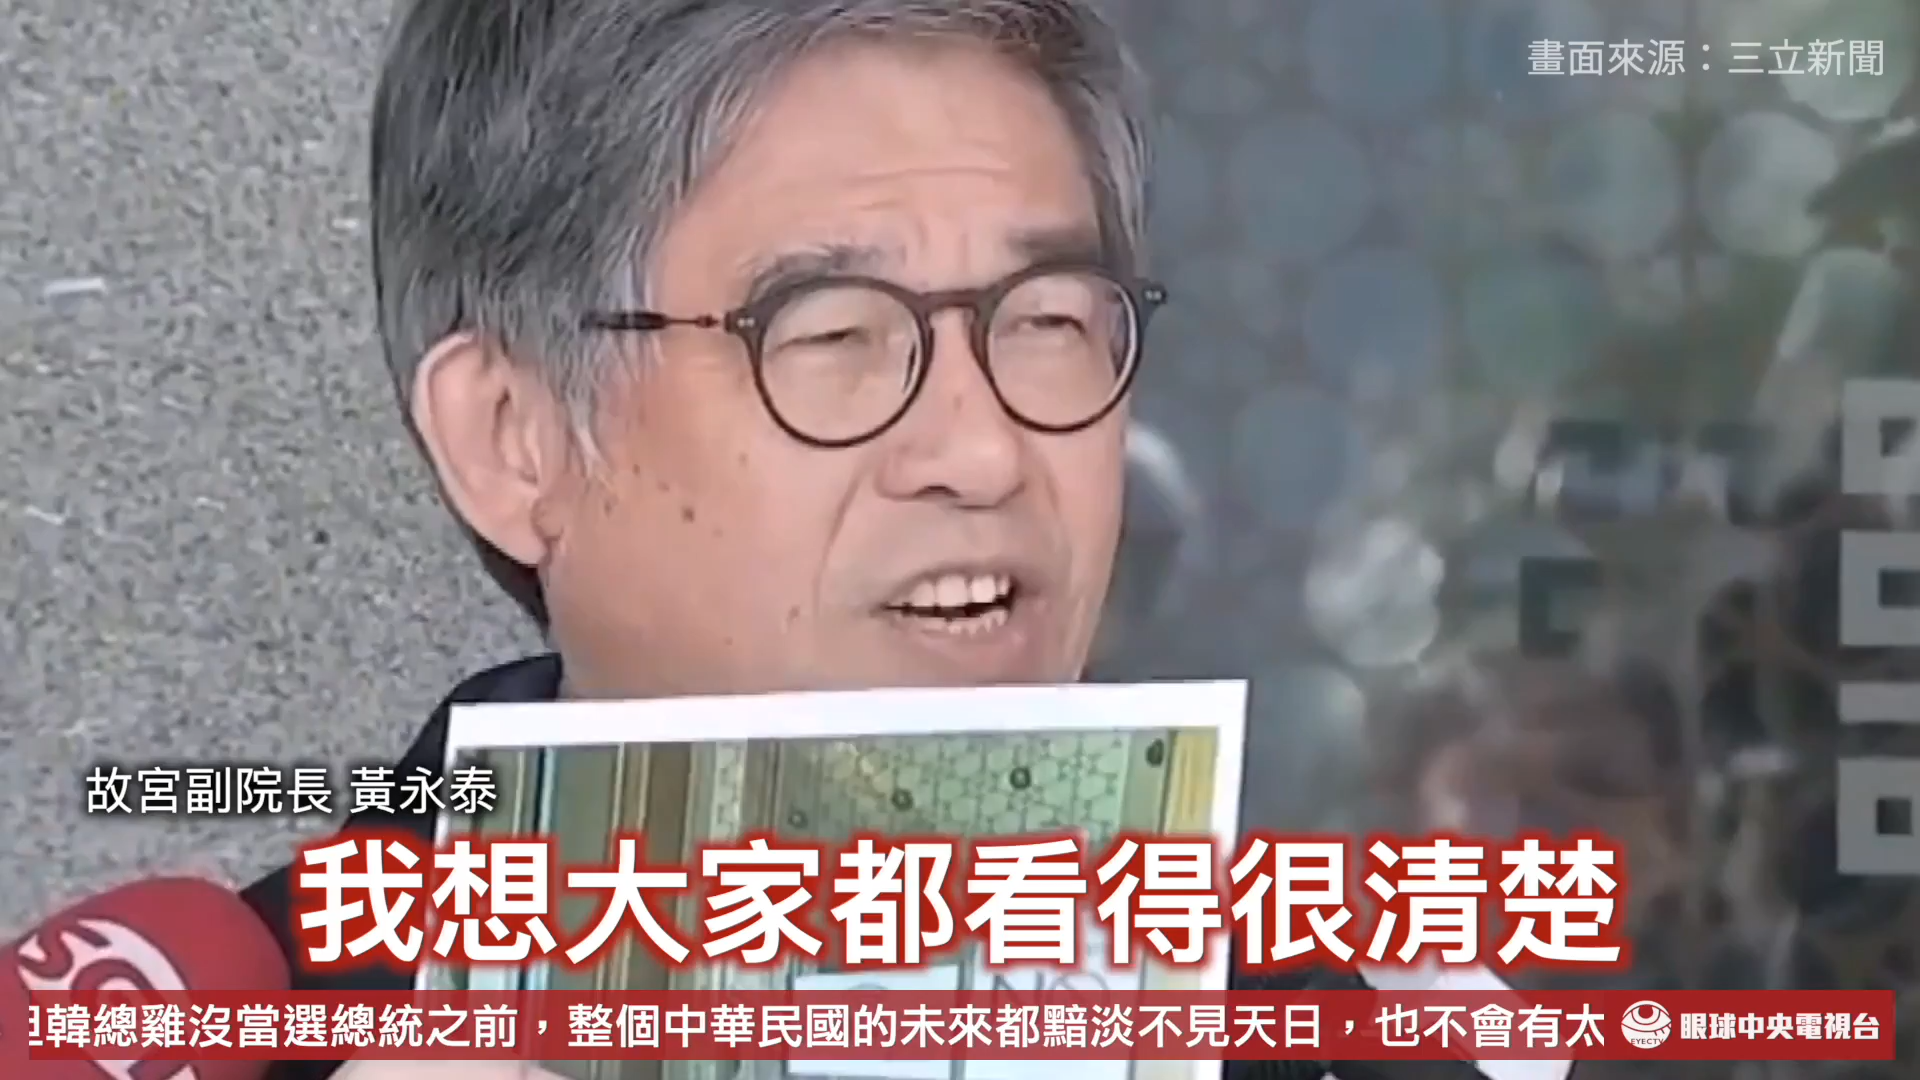 畫面來源：三立新聞
故宮副院長 黃永泰
我想大家都看得很清楚
NO
韓總雞沒當選總統之前，整個中華民國的未來都黯淡不見天日，也不會有太
EYECTV 眼球中央電視台